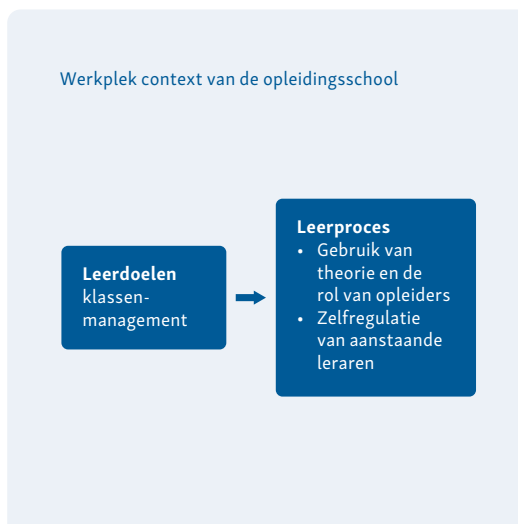 Werkplek context van de opleidingsschool
Leerdoelen
klassen-
management
Leerproces
• Gebruik van
theorie en de
rol van opleiders
• Zelfregulatie
van aanstaande
leraren